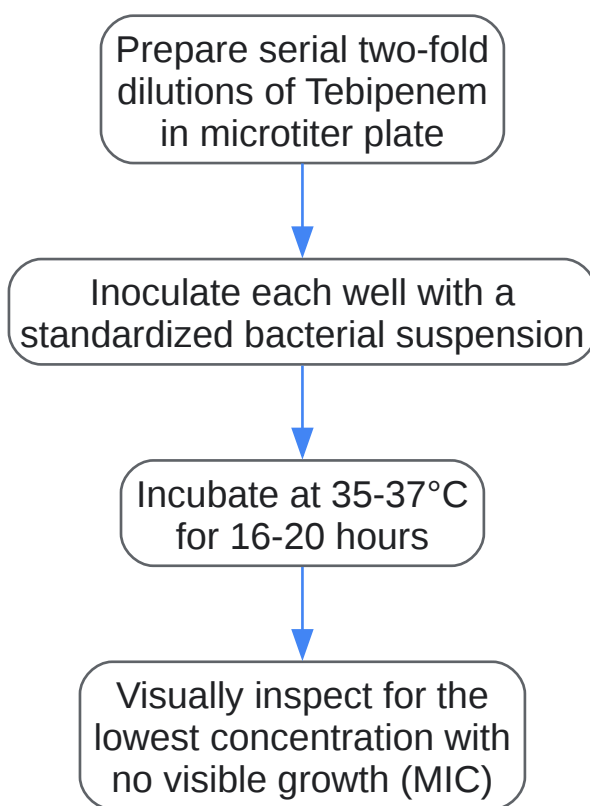 Prepare serial two-fold
dilutions of Tebipenem
in microtiter plate
Inoculate each well with a
standardized bacterial suspension
Incubate at 35-37°C
for 16-20 hours
Visually inspect for the
lowest concentration with
no visible growth (MIC)